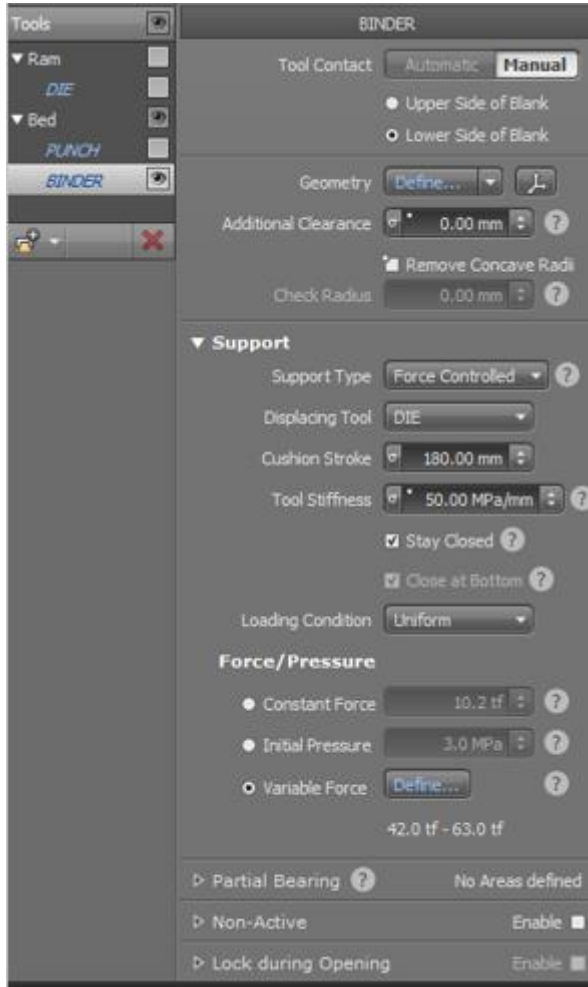 Tools
BINDER
Ram
DIE
Bed
PUNCH
BINDER
Tool Contact Automatic Manual
Upper Side of Blank
Lower Side of Blank
Geometry Define...
Additional Clearance σ * 0.00 mm ?
Remove Concave Radii
Check Radius 0.00 mm ?
Support
Support Type Force Controlled ?
Displacing Tool DIE
Cushion Stroke σ 180.00 mm
Tool Stiffness σ * 50.00 MPa/mm ?
Stay Closed ?
Close at Bottom ?
Loading Condition Uniform
Force/Pressure
Constant Force 10.2 tf ?
Initial Pressure 3.0 MPa ?
Variable Force Define... ?
42.0 tf - 63.0 tf
Partial Bearing ? No Areas defined
Non-Active Enable
Lock during Opening Enable